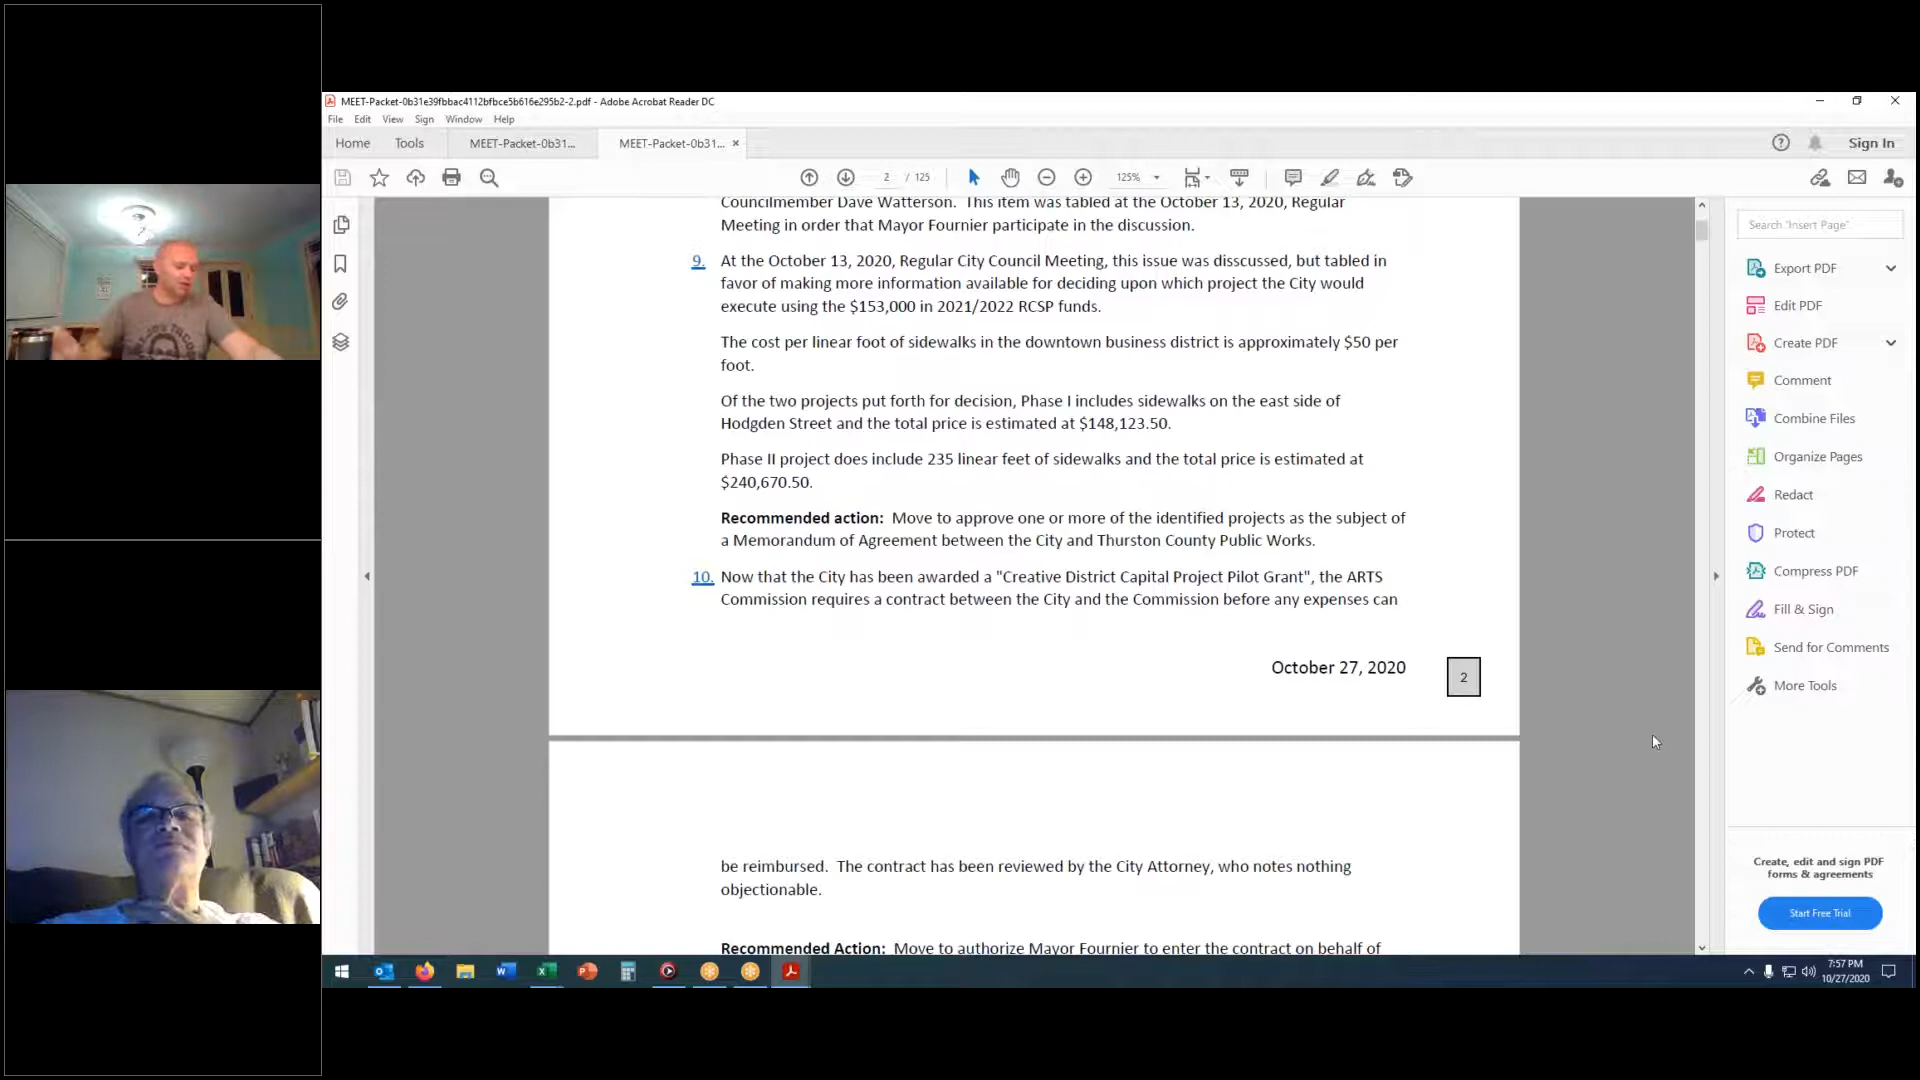 MEET-Packet-0b31e39fbbac4112bfbce5b616e295b2-2.pdf - Adobe Acrobat Reader DC
File Edit View Sign Window Help
Home Tools MEET-Packet-0b31... MEET-Packet-0b31... × Sign In
2 / 125 125%
Councilmember Dave Watterson. This item was tabled at the October 13, 2020, Regular
Meeting in order that Mayor Fournier participate in the discussion.
9. At the October 13, 2020, Regular City Council Meeting, this issue was disscussed, but tabled in
favor of making more information available for deciding upon which project the City would
execute using the $153,000 in 2021/2022 RCSP funds.
The cost per linear foot of sidewalks in the downtown business district is approximately $50 per
foot.
Of the two projects put forth for decision, Phase I includes sidewalks on the east side of
Hodgden Street and the total price is estimated at $148,123.50.
Phase II project does include 235 linear feet of sidewalks and the total price is estimated at
$240,670.50.
Recommended action: Move to approve one or more of the identified projects as the subject of
a Memorandum of Agreement between the City and Thurston County Public Works.
10. Now that the City has been awarded a "Creative District Capital Project Pilot Grant", the ARTS
Commission requires a contract between the City and the Commission before any expenses can
October 27, 2020 2
be reimbursed. The contract has been reviewed by the City Attorney, who notes nothing
objectionable.
Recommended Action: Move to authorize Mayor Fournier to enter the contract on behalf of
Search "Insert Page"
Export PDF
Edit PDF
Create PDF
Comment
Combine Files
Organize Pages
Redact
Protect
Compress PDF
Fill & Sign
Send for Comments
More Tools
Create, edit and sign PDF
forms & agreements
Start Free Trial
7:57 PM
10/27/2020